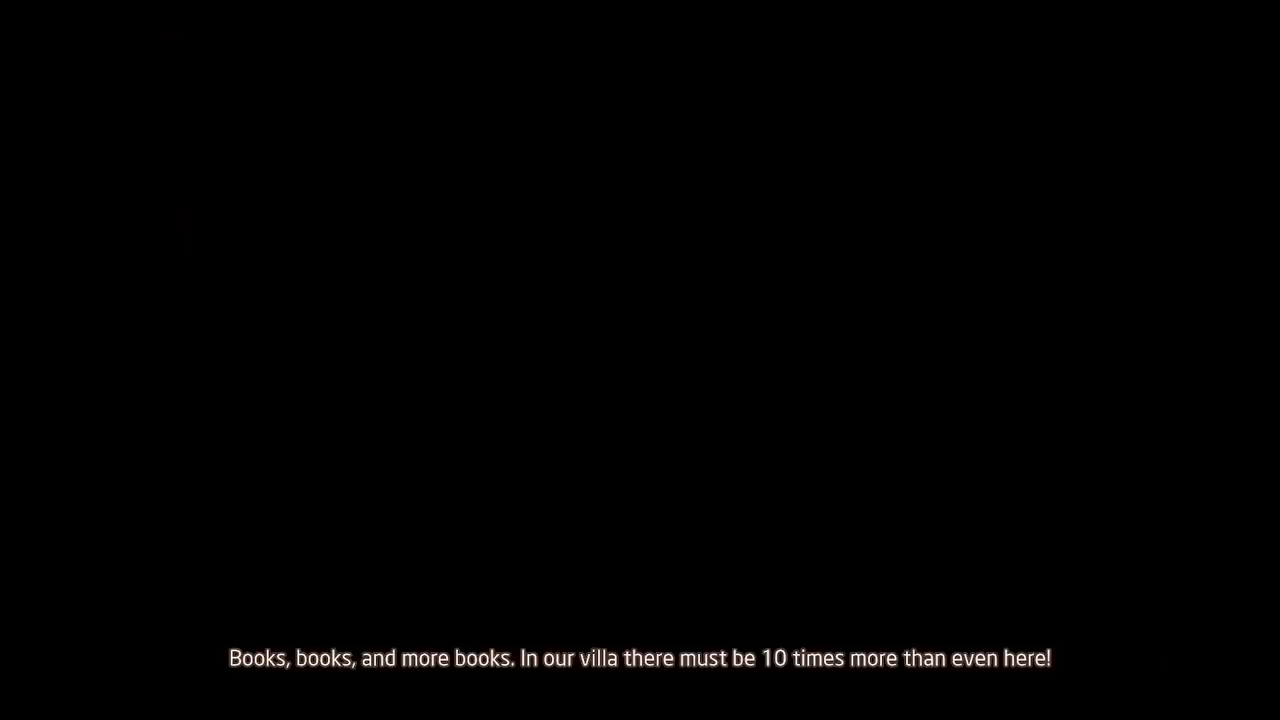 Books, books, and more books. In our villa there must be 10 times more than even here!